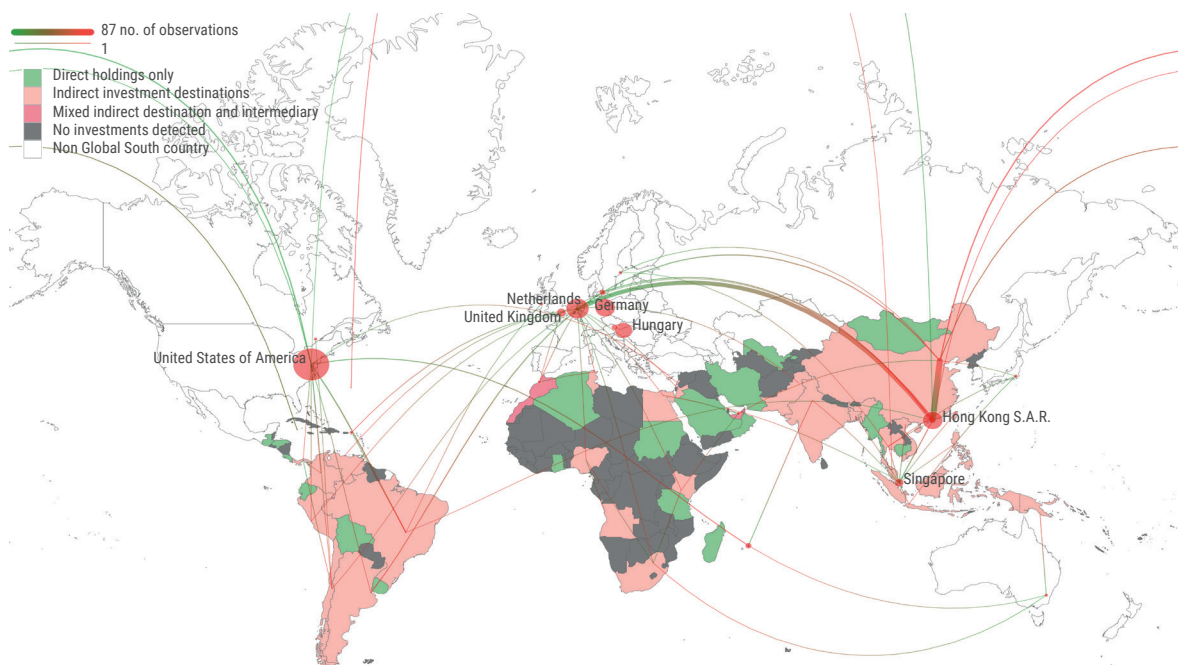 87 no. of observations
1
Direct holdings only
Indirect investment destinations
Mixed indirect destination and intermediary
No investments detected
Non Global South country
Netherlands
Germany
United Kingdom
Hungary
United States of America
Hong Kong S.A.R.
Singapore